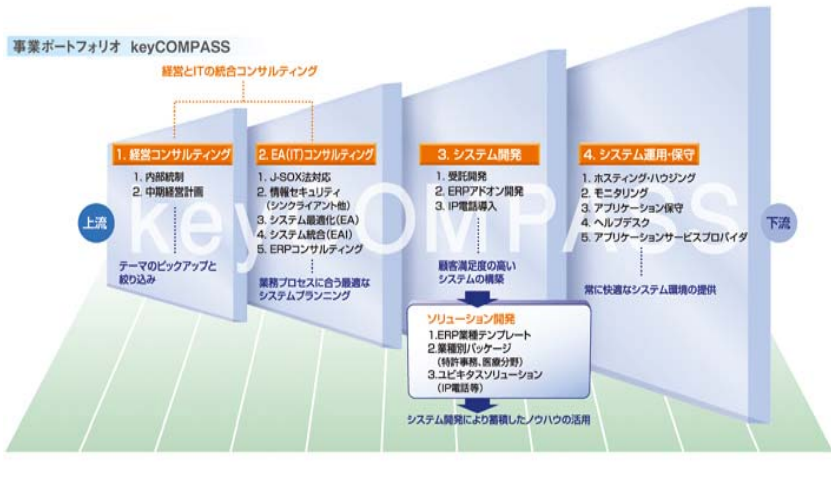 事業ポートフォリオ keyCOMPASS
経営とITの統合コンサルティング
1. 経営コンサルティング
1. 内部統制
2. 中期経営計画
テーマのピックアップと
絞り込み
2. EA(IT)コンサルティング
1. J-SOX法対応
2. 情報セキュリティ
(シンクライアント他)
3. システム最適化(EA)
4. システム統合(EAI)
5. ERPコンサルティング
業務プロセスに合う最適な
システムプランニング
3. システム開発
1. 受託開発
2. ERPアドオン開発
3. IP電話導入
顧客満足度の高い
システムの構築
ソリューション開発
1.ERP業種テンプレート
2.業種別パッケージ
(特許事務、医療分野)
3.ユビキタスソリューション
(IP電話等)
システム開発により蓄積したノウハウの活用
4. システム運用・保守
1. ホスティング・ハウジング
2. モニタリング
3. アプリケーション保守
4. ヘルプデスク
5. アプリケーションサービスプロバイダ
常に快適なシステム環境の提供
上流
下流
keyCOMPASS